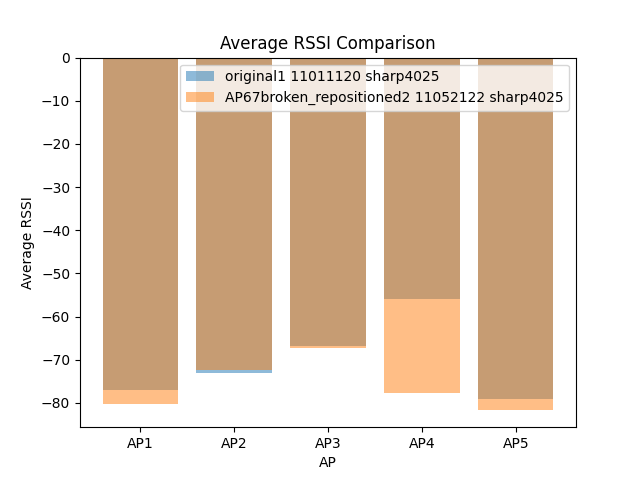 Average RSSI Comparison
original1 11011120 sharp4025
AP67broken_repositioned2 11052122 sharp4025
Average RSSI
0
−10
−20
−30
−40
−50
−60
−70
−80
AP1 AP2 AP3 AP4 AP5
AP